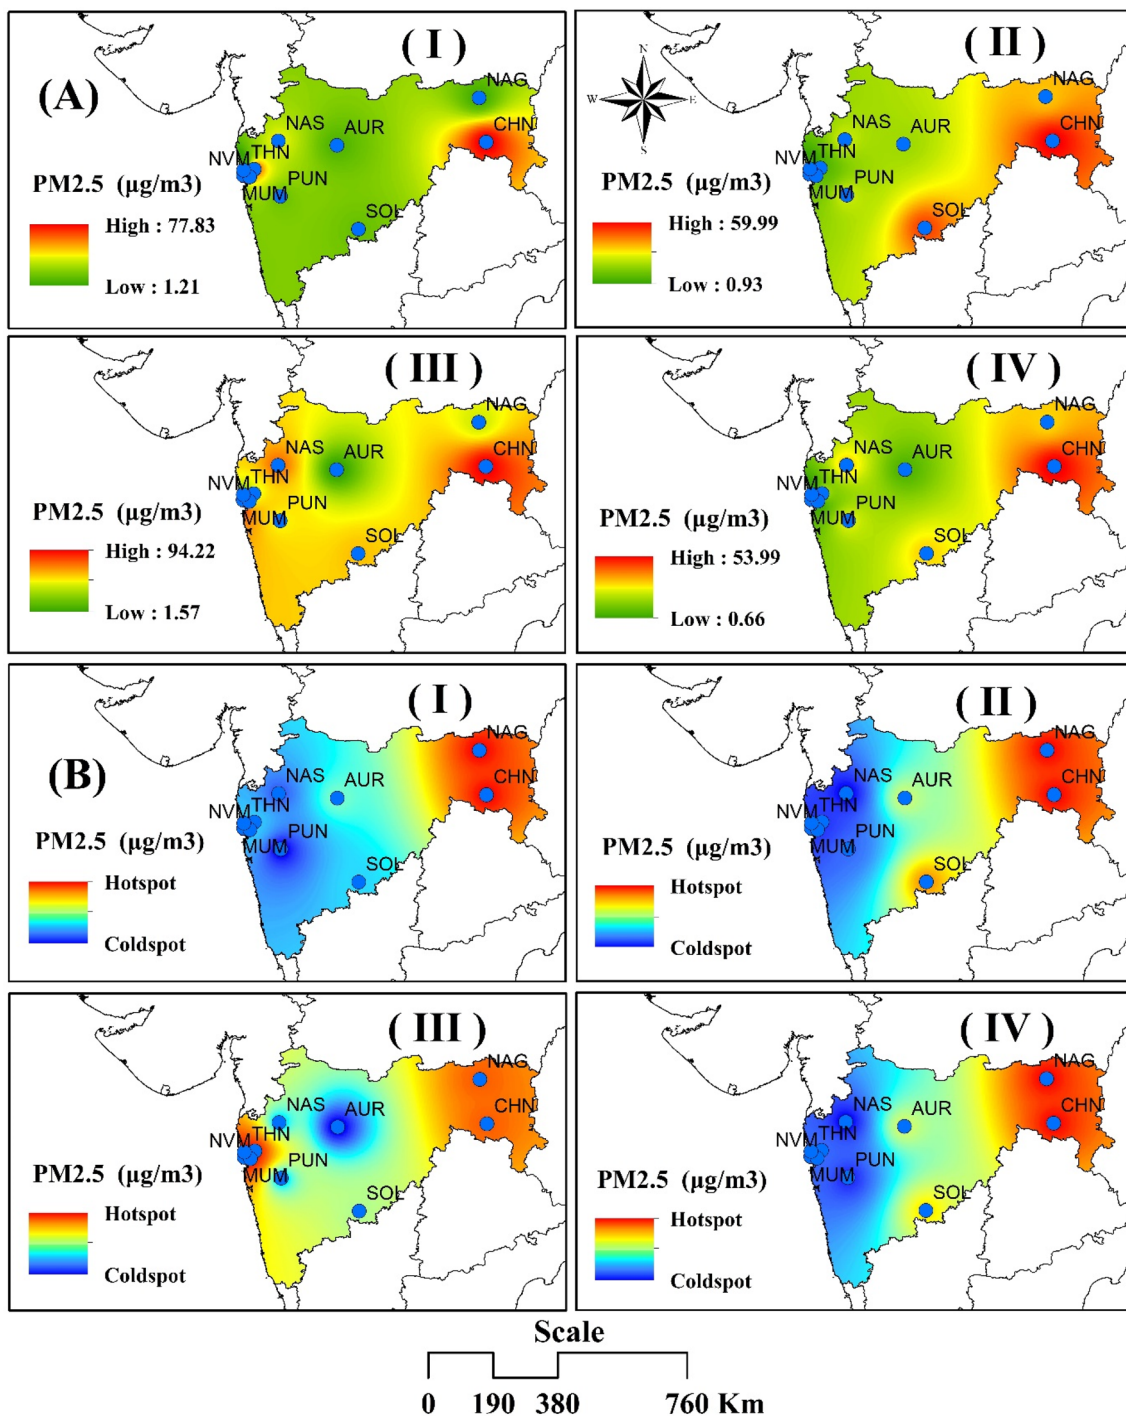 (A)
( I )
NAG
CHN
NAS
AUR
THN
NVM
PUN
MUM
SOL
PM2.5 (µg/m3)
High : 77.83
Low : 1.21
( II )
N
W
E
S
NAG
CHN
NAS
AUR
THN
NVM
PUN
MUM
SOL
PM2.5 (µg/m3)
High : 59.99
Low : 0.93
( III )
NAG
CHN
NAS
AUR
THN
NVM
PUN
MUM
SOL
PM2.5 (µg/m3)
High : 94.22
Low : 1.57
( IV )
NAG
CHN
NAS
AUR
THN
NVM
PUN
MUM
SOL
PM2.5 (µg/m3)
High : 53.99
Low : 0.66
(B)
( I )
NAG
CHN
NAS
AUR
THN
NVM
PUN
MUM
SOL
PM2.5 (µg/m3)
Hotspot
Coldspot
( II )
NAG
CHN
NAS
AUR
THN
NVM
PUN
MUM
SOL
PM2.5 (µg/m3)
Hotspot
Coldspot
( III )
NAG
CHN
NAS
AUR
THN
NVM
PUN
MUM
SOL
PM2.5 (µg/m3)
Hotspot
Coldspot
( IV )
NAG
CHN
NAS
AUR
THN
NVM
PUN
MUM
SOL
PM2.5 (µg/m3)
Hotspot
Coldspot
Scale
0 190 380 760 Km